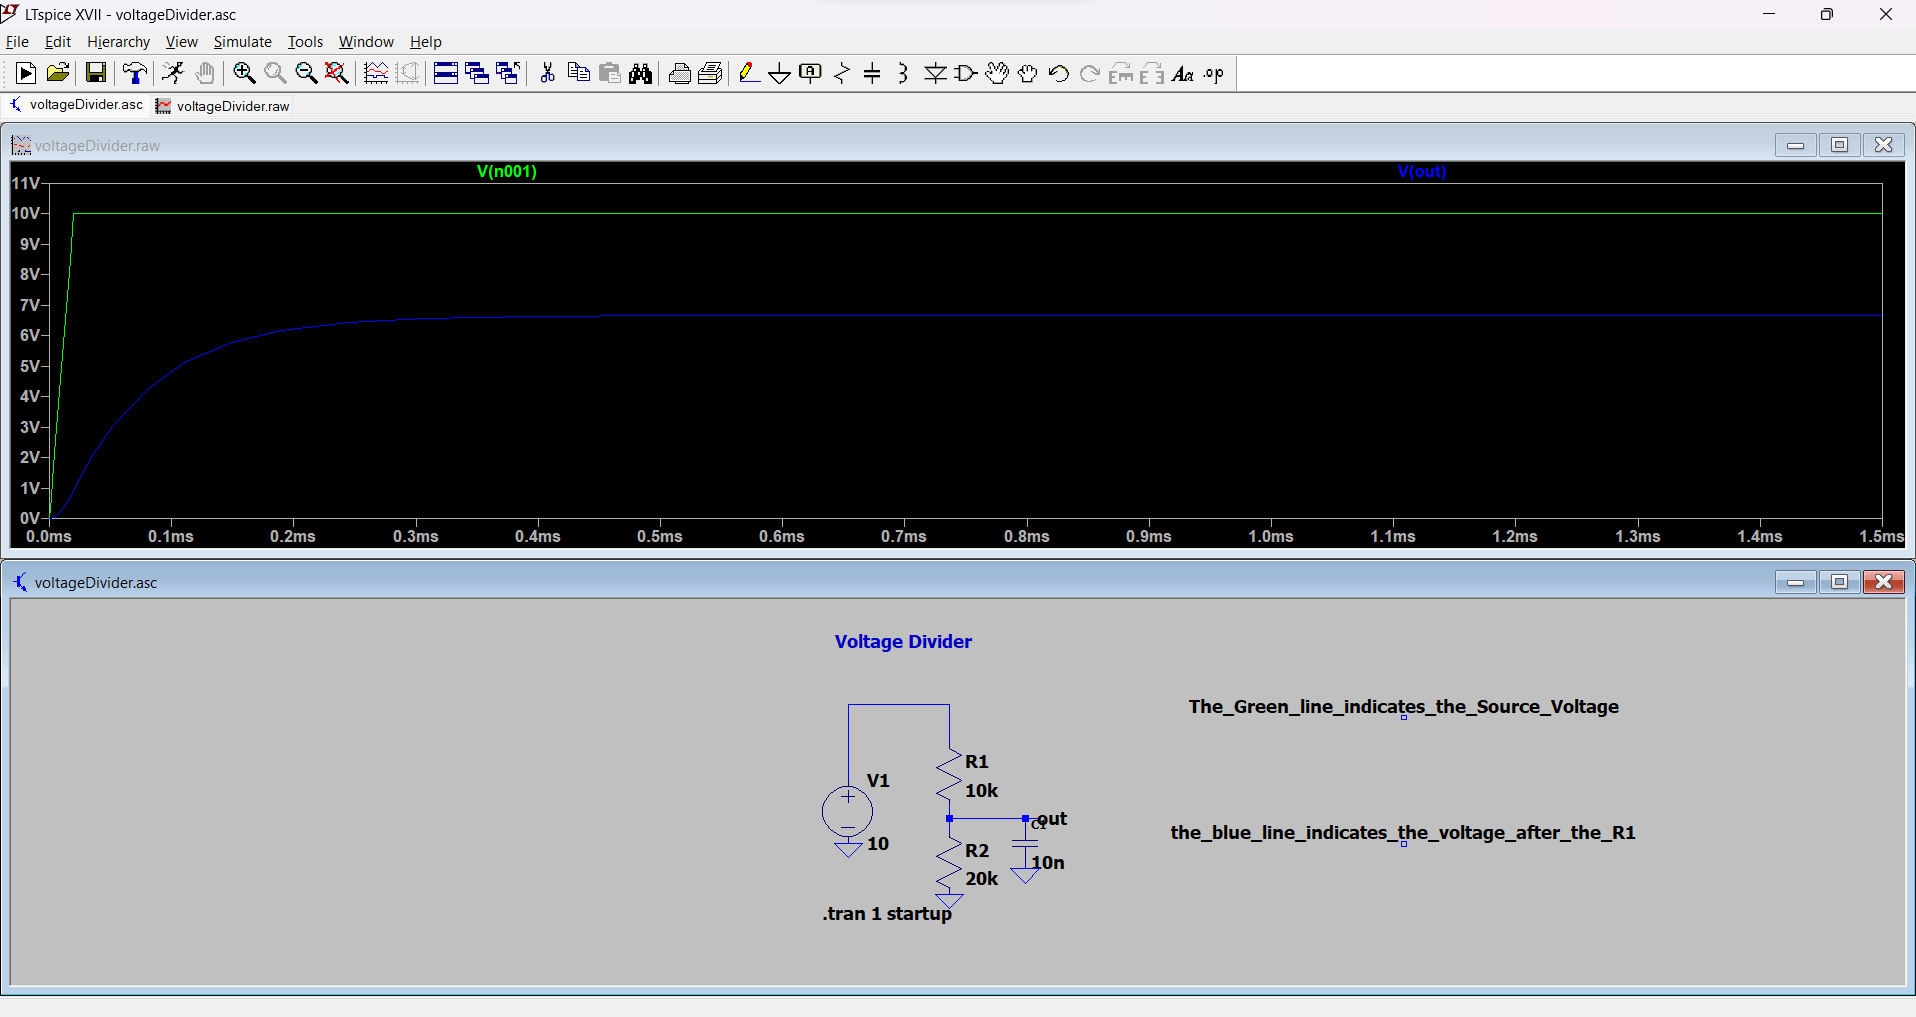 LTspice XVII - voltageDivider.asc
File Edit Hierarchy View Simulate Tools Window Help
voltageDivider.asc voltageDivider.raw
voltageDivider.raw
V(n001) V(out)
11V
10V
9V
8V
7V
6V
5V
4V
3V
2V
1V
0V
0.0ms 0.1ms 0.2ms 0.3ms 0.4ms 0.5ms 0.6ms 0.7ms 0.8ms 0.9ms 1.0ms 1.1ms 1.2ms 1.3ms 1.4ms 1.5ms
voltageDivider.asc
Voltage Divider
The_Green_line_indicates_the_Source_Voltage
R1
V1
10k
out
C1
the_blue_line_indicates_the_voltage_after_the_R1
10
R2
10n
20k
.tran 1 startup